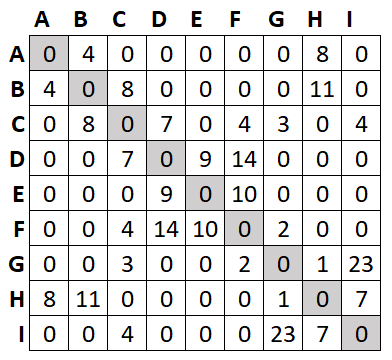 A B C D E F G H I
A 0 4 0 0 0 0 0 8 0
B 4 0 8 0 0 0 0 11 0
C 0 8 0 7 0 4 3 0 4
D 0 0 7 0 9 14 0 0 0
E 0 0 0 9 0 10 0 0 0
F 0 0 4 14 10 0 2 0 0
G 0 0 3 0 0 2 0 1 23
H 8 11 0 0 0 0 1 0 7
I 0 0 4 0 0 0 23 7 0